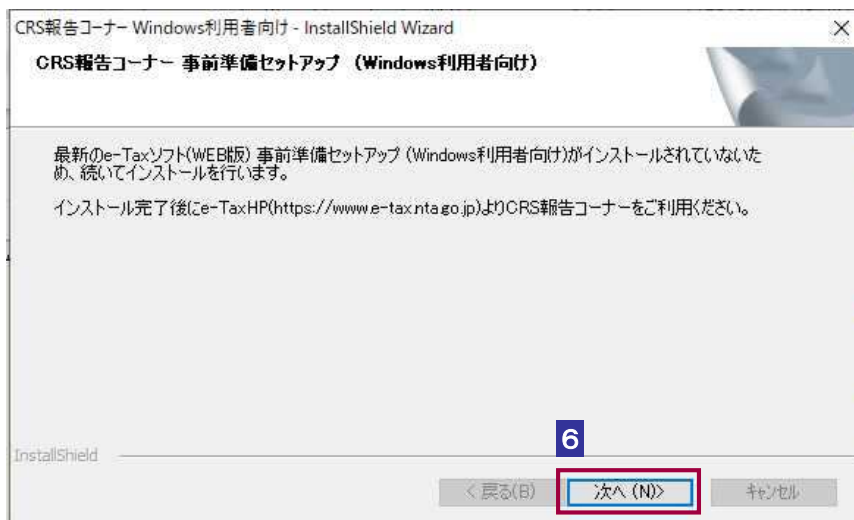 CRS報告コーナー Windows利用者向け - InstallShield Wizard
CRS報告コーナー 事前準備セットアップ (Windows利用者向け)
最新のe-Taxソフト(WEB版) 事前準備セットアップ (Windows利用者向け)がインストールされていないた
め、続いてインストールを行います。
インストール完了後にe-TaxHP(https://www.e-tax.nta.go.jp)よりCRS報告コーナーをご利用ください。
6
InstallShield
< 戻る(B)
次へ (N)>
キャンセル